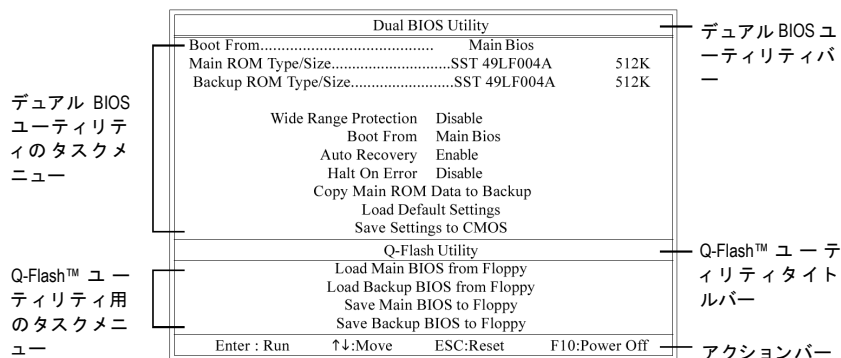 Dual BIOS Utility
Boot From......................................... Main Bios
Main ROM Type/Size.............................SST 49LF004A 512K
Backup ROM Type/Size.........................SST 49LF004A 512K
Wide Range Protection Disable
Boot From Main Bios
Auto Recovery Enable
Halt On Error Disable
Copy Main ROM Data to Backup
Load Default Settings
Save Settings to CMOS
Q-Flash Utility
Load Main BIOS from Floppy
Load Backup BIOS from Floppy
Save Main BIOS to Floppy
Save Backup BIOS to Floppy
Enter : Run ↑↓:Move ESC:Reset F10:Power Off
デュアル BIOS
ユーティリテ
ィのタスクメ
ニュー
Q-Flash™ ユー
ティリティ用
のタスクメニ
ュー
デュアル BIOS ユ
ーティリティバ
ー
Q-Flash™ ユーテ
ィリティタイト
ルバー
アクションバー